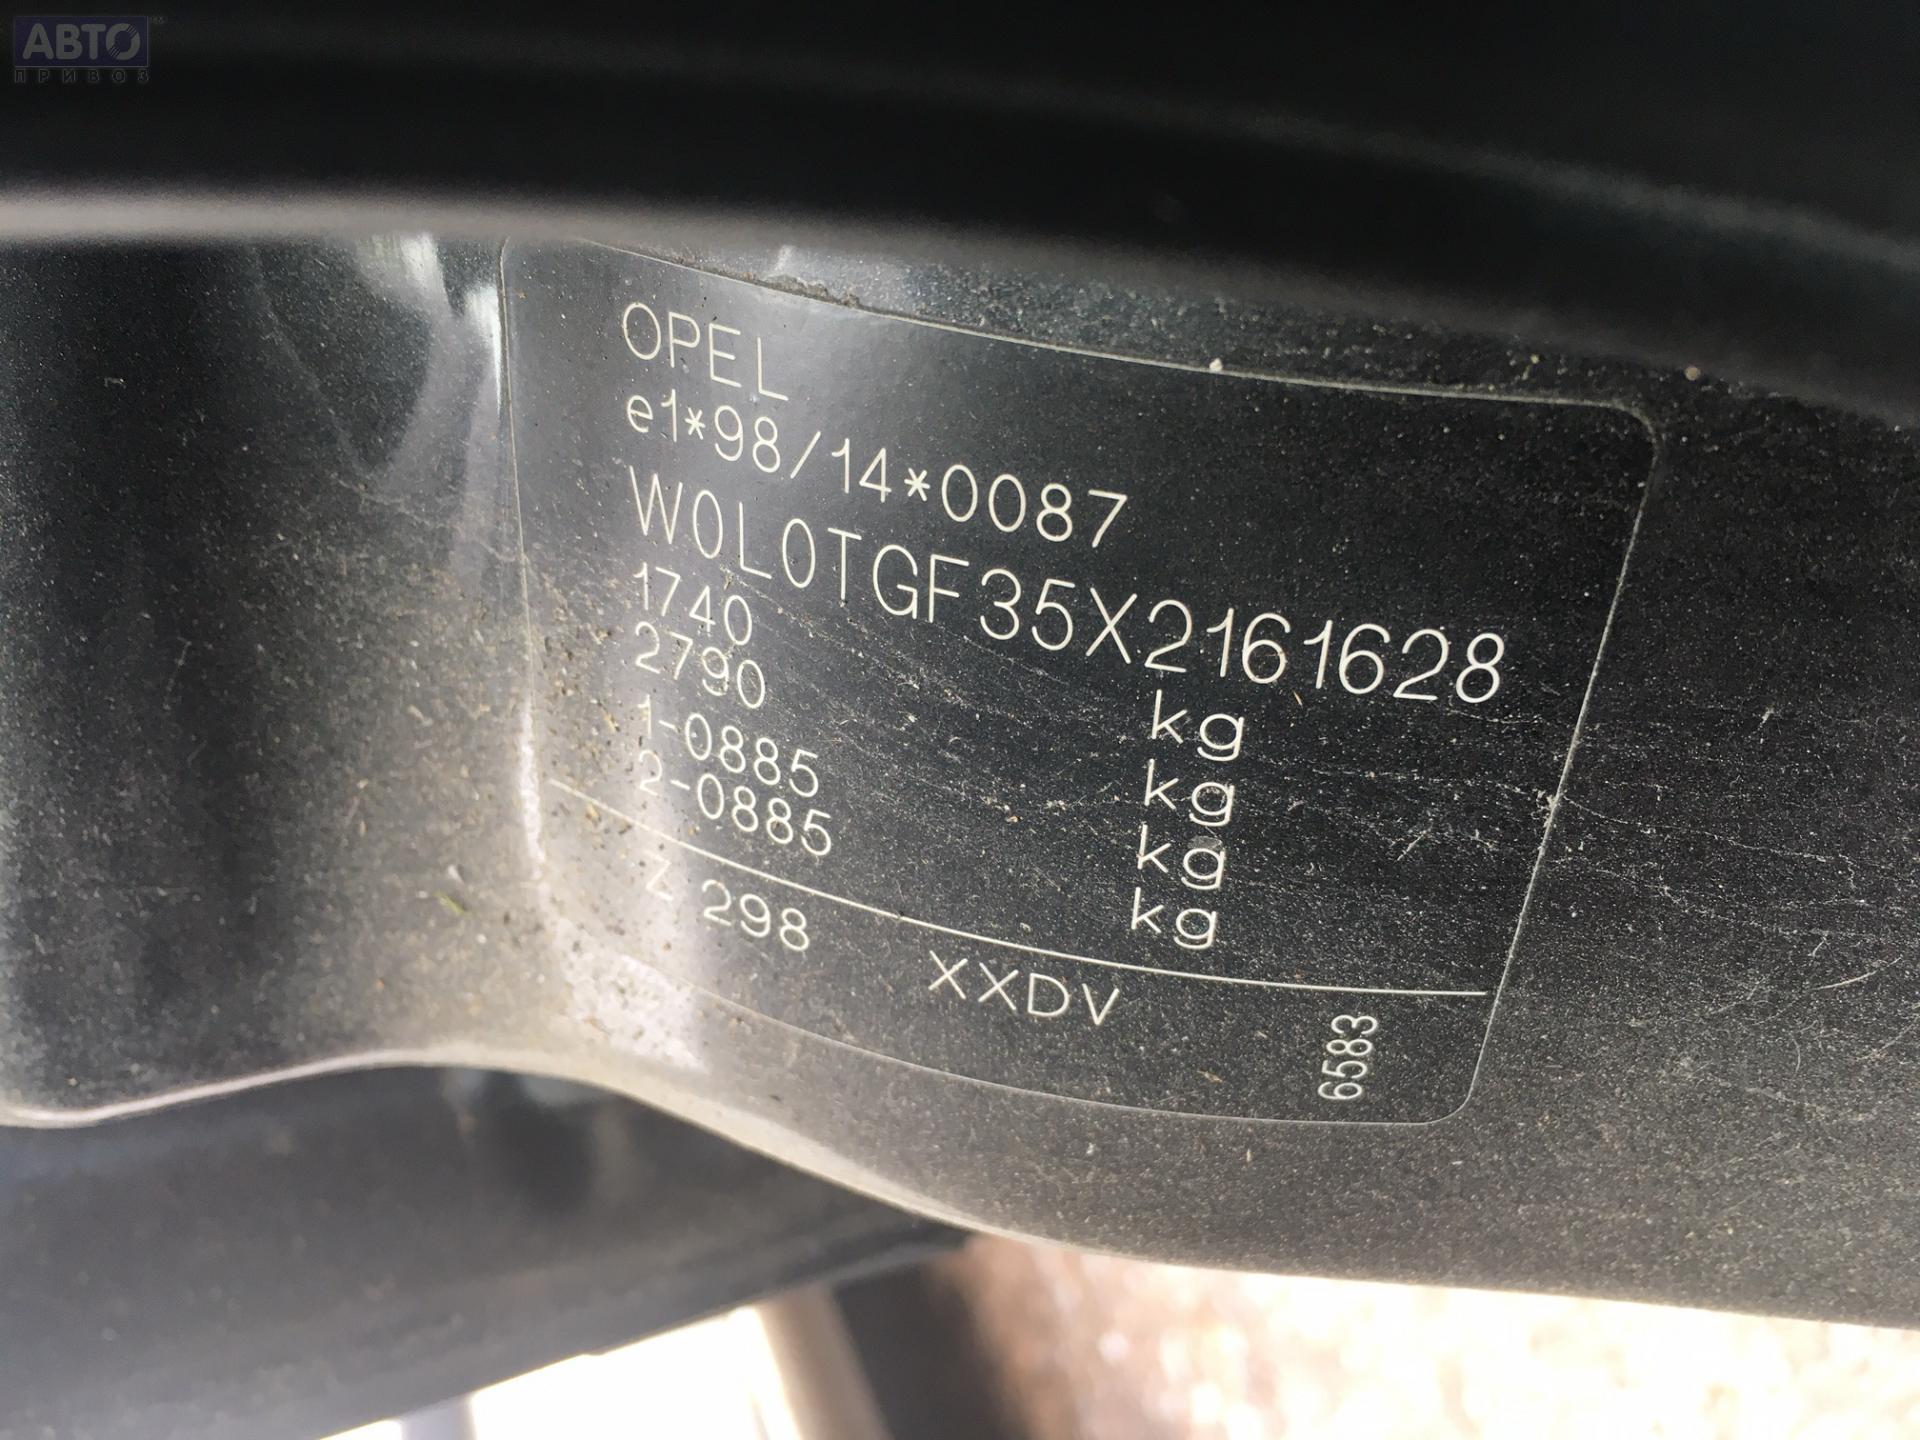 АВТО
ПРИВОЗ
OPEL
e1*98/14*0087
W0L0TGF35X2161628
1740 kg
2790 kg
1-0885 kg
2-0885 kg
Z 298 XXDV 6583